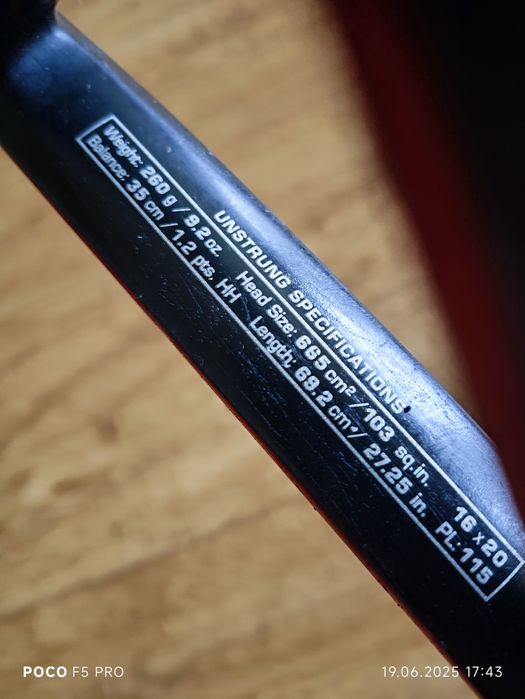 UNSTRUNG SPECIFICATIONS
Weight: 260 g / 9.2 oz Head Size: 665 cm² / 103 sq.in. 16 x 20
Balance: 35 cm / 1.2 pts. HH Length: 69.2 cm / 27.25 in. PL:115
POCO F5 PRO
19.06.2025 17:43